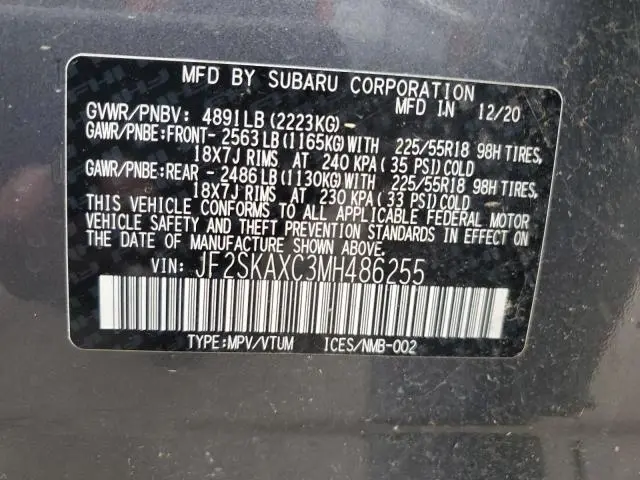 MFD BY SUBARU CORPORATION
MFD IN 12/20
GVWR/PNBV: 4891LB (2223KG)
GAWR/PNBE:FRONT- 2563LB (1165KG)WITH 225/55R18 98H TIRES,
18X7J RIMS AT 240 KPA (35 PSI)COLD
GAWR/PNBE:REAR - 2486LB (1130KG)WITH 225/55R18 98H TIRES,
18X7J RIMS AT 230 KPA (33 PSI)COLD
THIS VEHICLE CONFORMS TO ALL APPLICABLE FEDERAL MOTOR
VEHICLE SAFETY AND THEFT PREVENTION STANDARDS IN EFFECT
ON THE DATE OF MANUFACTURE SHOWN ABOVE.
VIN: JF2SKAXC3MH486255
TYPE:MPV/VTUM ICES/NMB-002